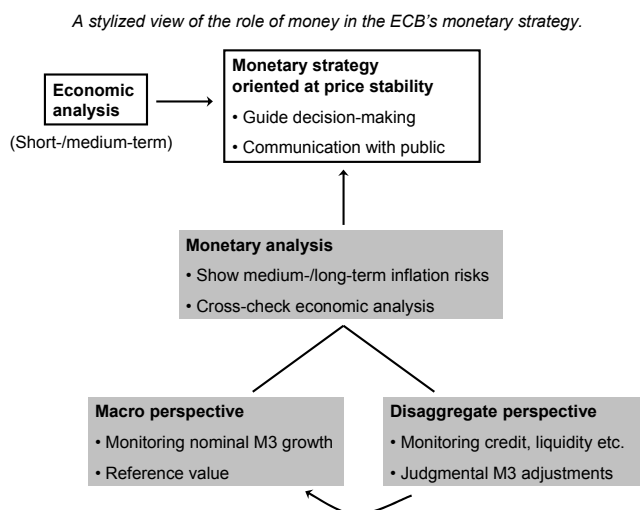 A stylized view of the role of money in the ECB's monetary strategy.
Economic
analysis
(Short-/medium-term)
Monetary strategy
oriented at price stability
• Guide decision-making
• Communication with public
Monetary analysis
• Show medium-/long-term inflation risks
• Cross-check economic analysis
Macro perspective
• Monitoring nominal M3 growth
• Reference value
Disaggregate perspective
• Monitoring credit, liquidity etc.
• Judgmental M3 adjustments